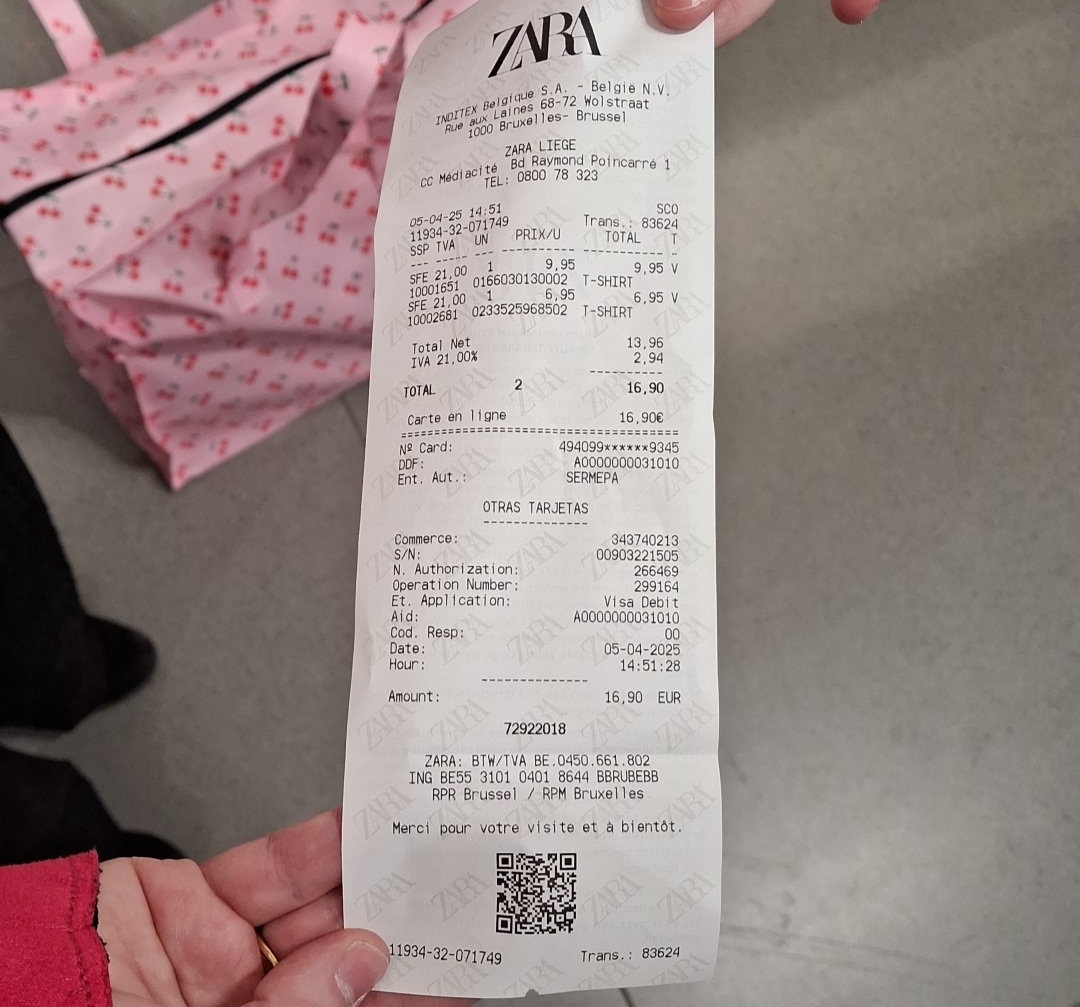 ZARA
INDITEX Belgique S.A. - België N.V.
Rue aux Laines 68-72 Wolstraat
1000 Bruxelles- Brussel
ZARA LIEGE
CC Médiacité Bd Raymond Poincarré 1
TEL: 0800 78 323
05-04-25 14:51 SCO
11934-32-071749 Trans.: 83624
SSP TVA UN PRIX/U TOTAL T
SFE 21,00 1 9,95 9,95 V
10001651 0166030130002 T-SHIRT
SFE 21,00 1 6,95 6,95 V
10002681 0233525968502 T-SHIRT
Total Net 13,96
IVA 21,00% 2,94
TOTAL 2 16,90
Carte en ligne 16,90€
Nº Card: 494099******9345
DDF: A0000000031010
Ent. Aut.: SERMEPA
OTRAS TARJETAS
Commerce: 343740213
S/N: 00903221505
N. Authorization: 266469
Operation Number: 299164
Et. Application: Visa Debit
Aid: A0000000031010
Cod. Resp: 00
Date: 05-04-2025
Hour: 14:51:28
Amount: 16,90 EUR
72922018
ZARA: BTW/TVA BE.0450.661.802
ING BE55 3101 0401 8644 BBRUBEBB
RPR Brussel / RPM Bruxelles
Merci pour votre visite et à bientôt.
11934-32-071749 Trans.: 83624